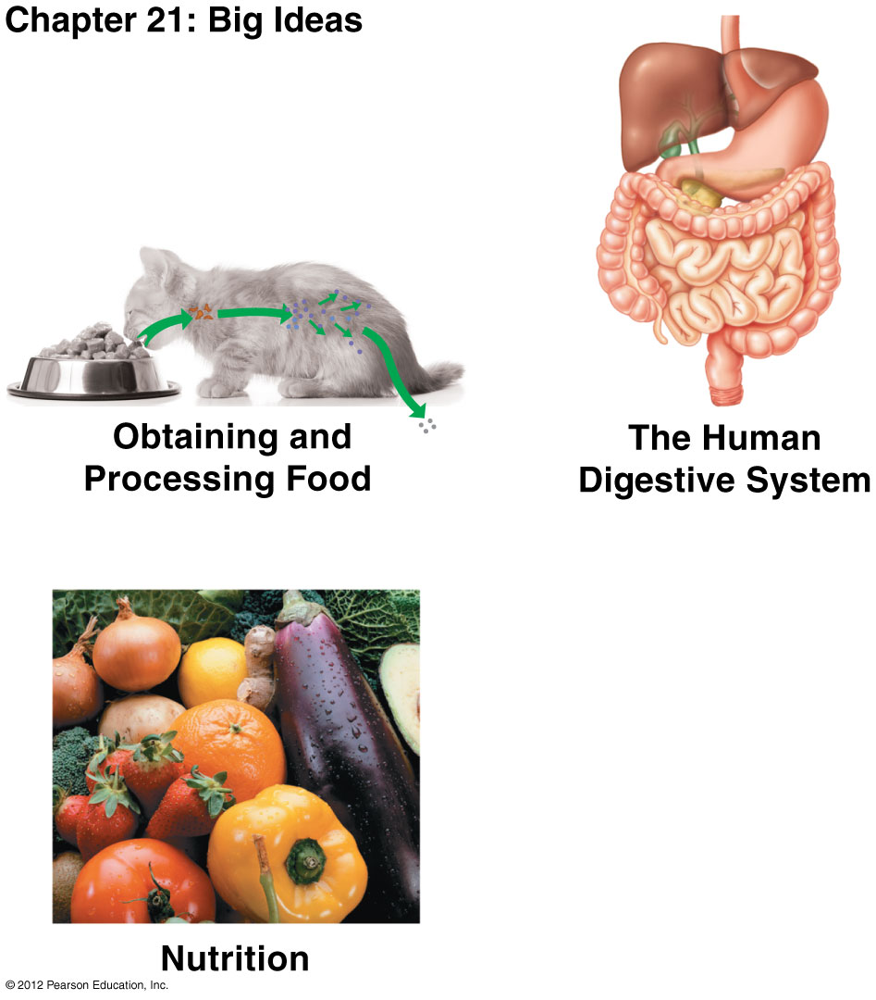 Chapter 21: Big Ideas
Obtaining and
Processing Food
The Human
Digestive System
Nutrition
© 2012 Pearson Education, Inc.